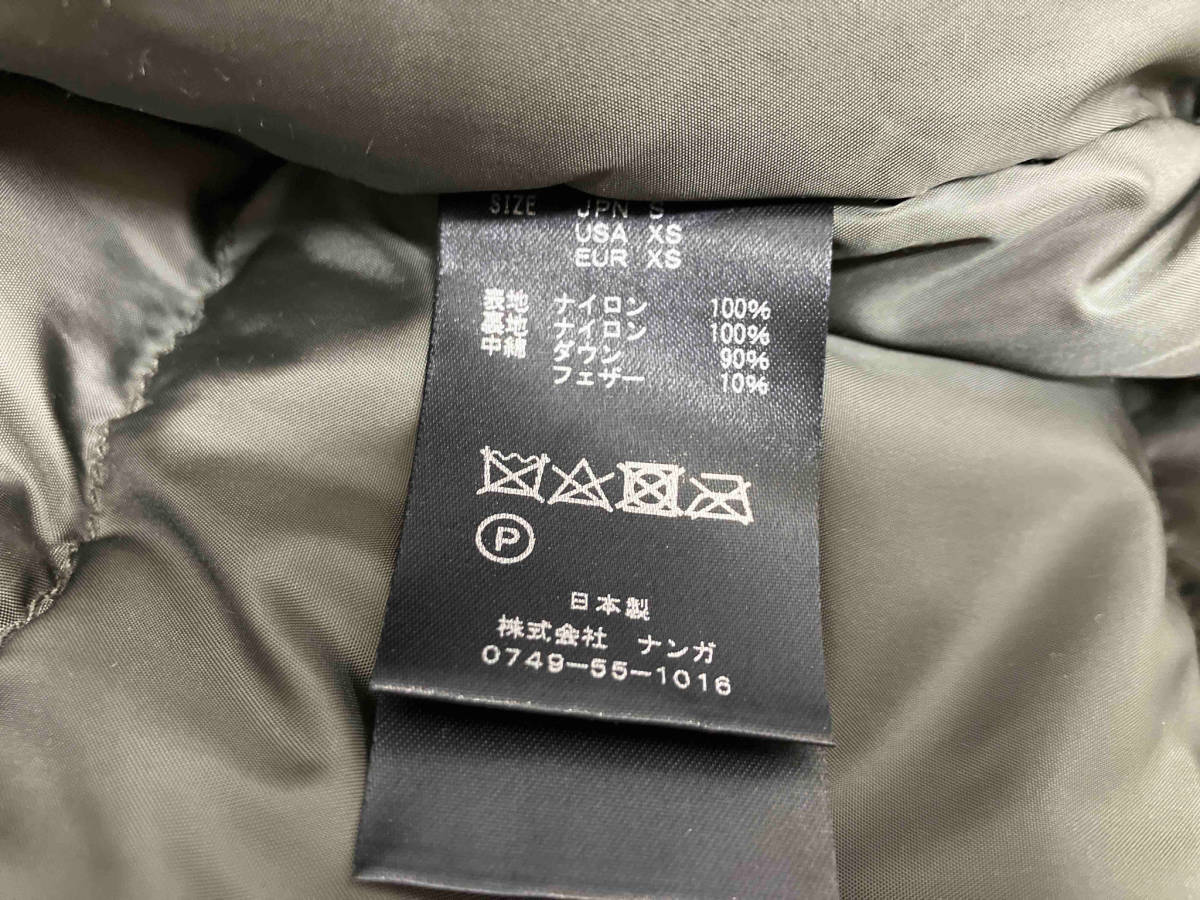 SIZE JPN S
USA XS
EUR XS
表地 ナイロン 100%
裏地 ナイロン 100%
中綿 ダウン 90%
フェザー 10%
P
日本製
株式会社 ナンガ
0749-55-1016